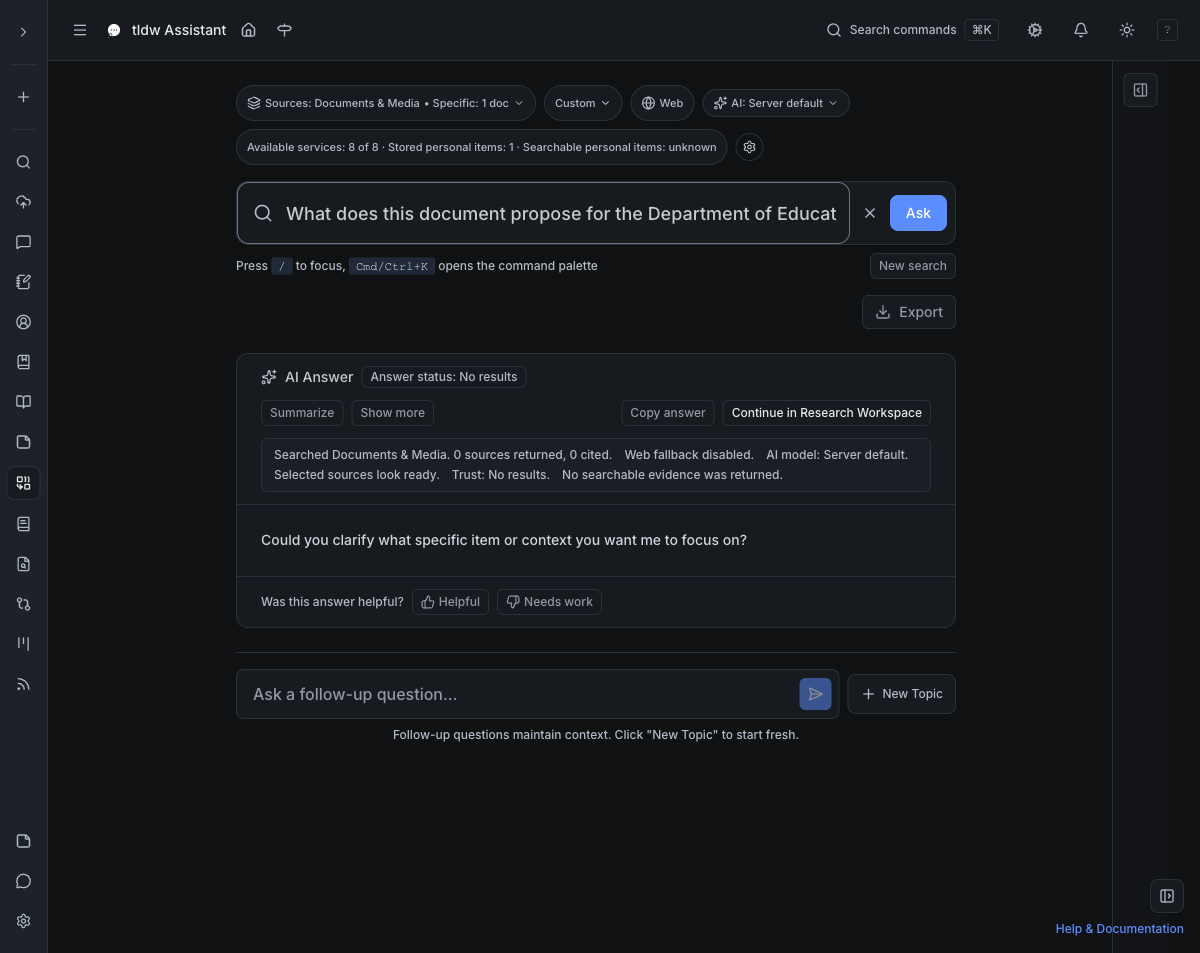 tldw Assistant
Search commands ⌘K ?
Sources: Documents & Media • Specific: 1 doc
Custom
Web
AI: Server default
Available services: 8 of 8 · Stored personal items: 1 · Searchable personal items: unknown
What does this document propose for the Department of Educat
Ask
Press / to focus, Cmd/Ctrl+K opens the command palette
New search
Export
AI Answer
Answer status: No results
Summarize
Show more
Copy answer
Continue in Research Workspace
Searched Documents & Media. 0 sources returned, 0 cited. Web fallback disabled. AI model: Server default.
Selected sources look ready. Trust: No results. No searchable evidence was returned.
Could you clarify what specific item or context you want me to focus on?
Was this answer helpful?
Helpful
Needs work
Ask a follow-up question...
New Topic
Follow-up questions maintain context. Click "New Topic" to start fresh.
Help & Documentation